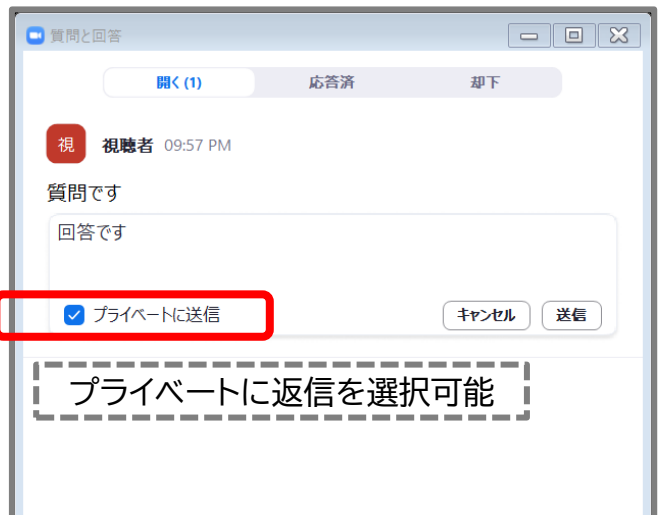 質問と回答
開く(1) 応答済 却下
視 視聴者 09:57 PM
質問です
回答です
プライベートに送信 キャンセル 送信
プライベートに返信を選択可能